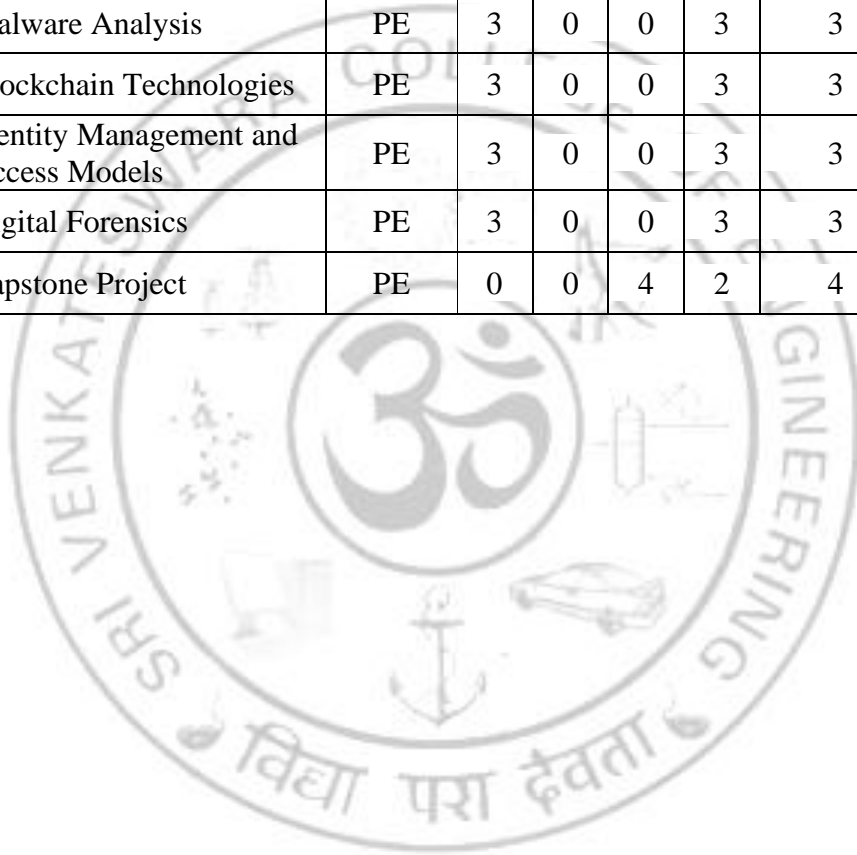 alware Analysis PE 3 0 0 3 3
ockchain Technologies PE 3 0 0 3 3
entity Management and
ccess Models PE 3 0 0 3 3
gital Forensics PE 3 0 0 3 3
apstone Project PE 0 0 4 2 4
SRI VENKATESWARA COLLEGE OF ENGINEERING
ॐ
विद्या परा देवता